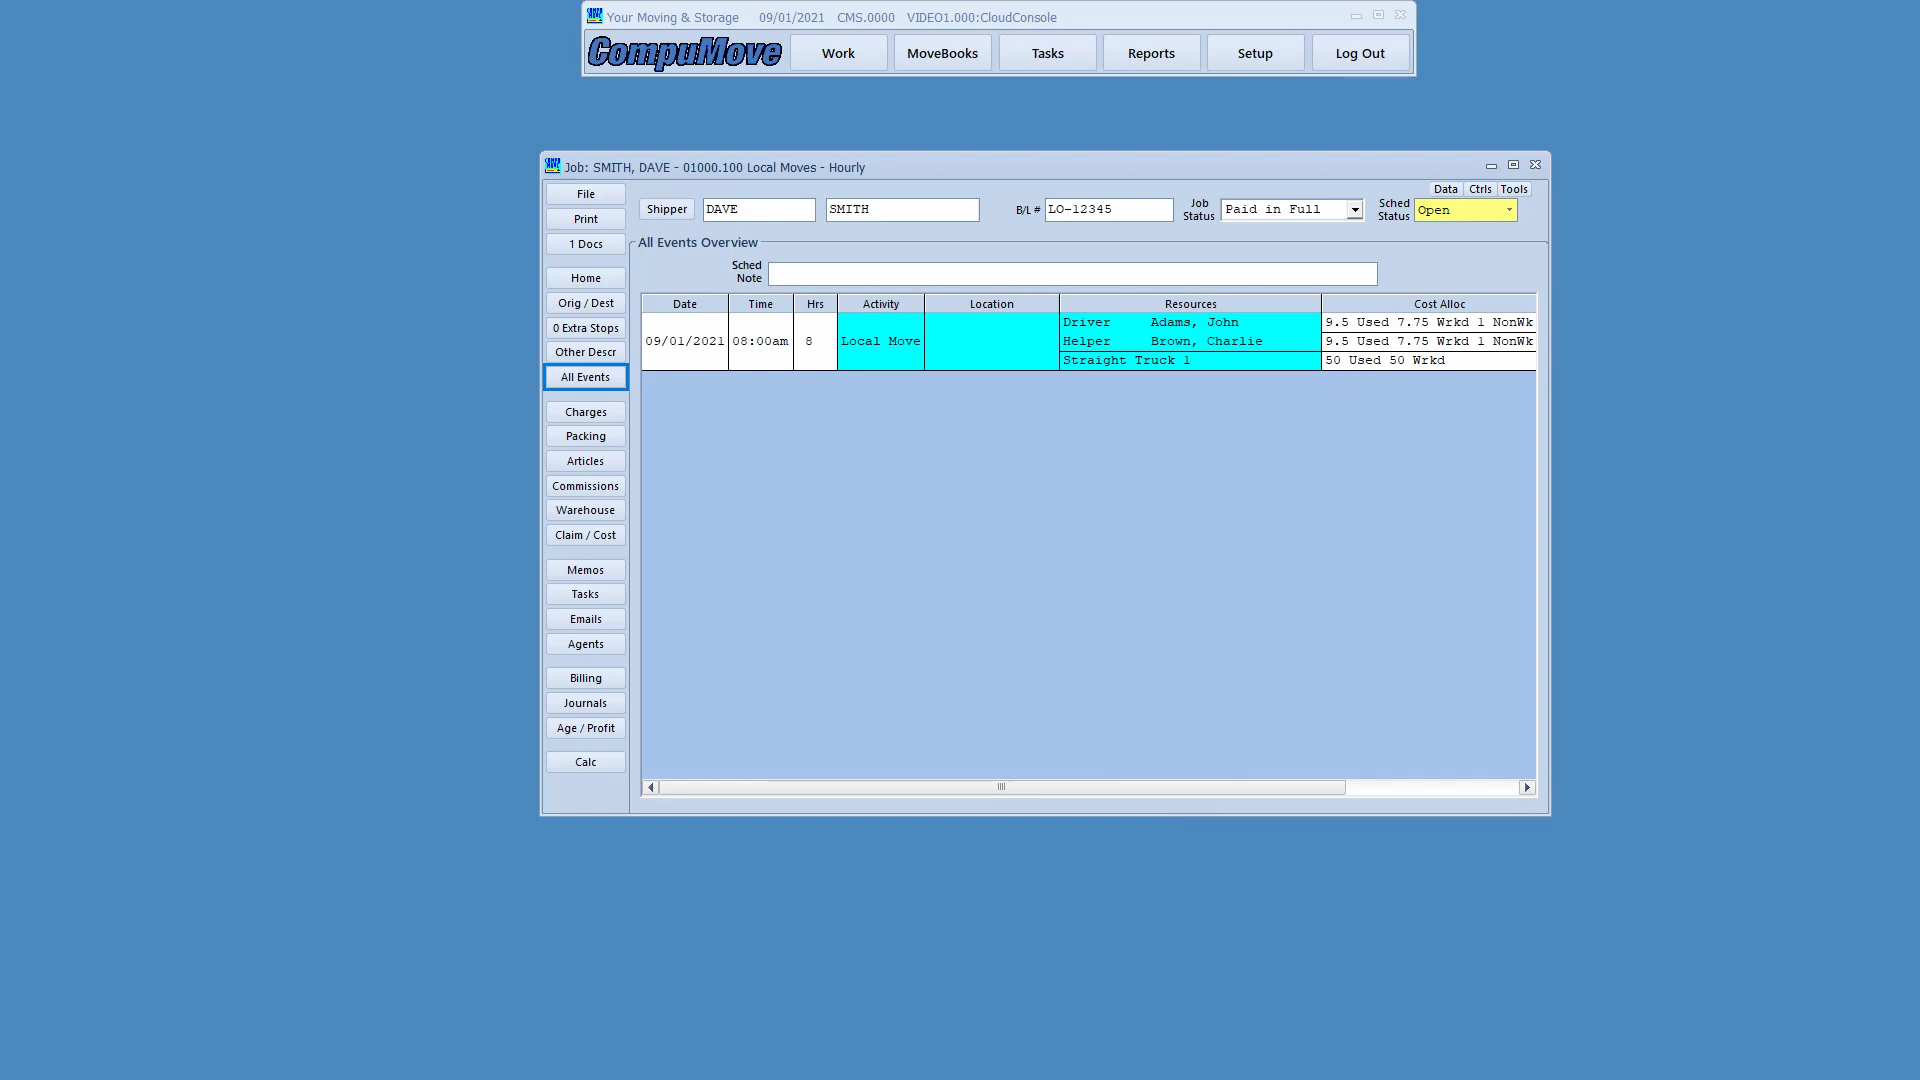 Your Moving & Storage 09/01/2021 CMS.0000 VIDEO1.000:CloudConsole
CompuMove Work MoveBooks Tasks Reports Setup Log Out
Job: SMITH, DAVE - 01000.100 Local Moves - Hourly
File
Print
1 Docs
Home
Orig / Dest
0 Extra Stops
Other Descr
All Events
Charges
Packing
Articles
Commissions
Warehouse
Claim / Cost
Memos
Tasks
Emails
Agents
Billing
Journals
Age / Profit
Calc
Data Ctrls Tools
Shipper DAVE SMITH B/L # LO-12345 Job Status Paid in Full Sched Status Open
All Events Overview
Sched Note
Date Time Hrs Activity Location Resources Cost Alloc
09/01/2021 08:00am 8 Local Move
Driver Adams, John 9.5 Used 7.75 Wrkd 1 NonWk
Helper Brown, Charlie 9.5 Used 7.75 Wrkd 1 NonWk
Straight Truck 1 50 Used 50 Wrkd